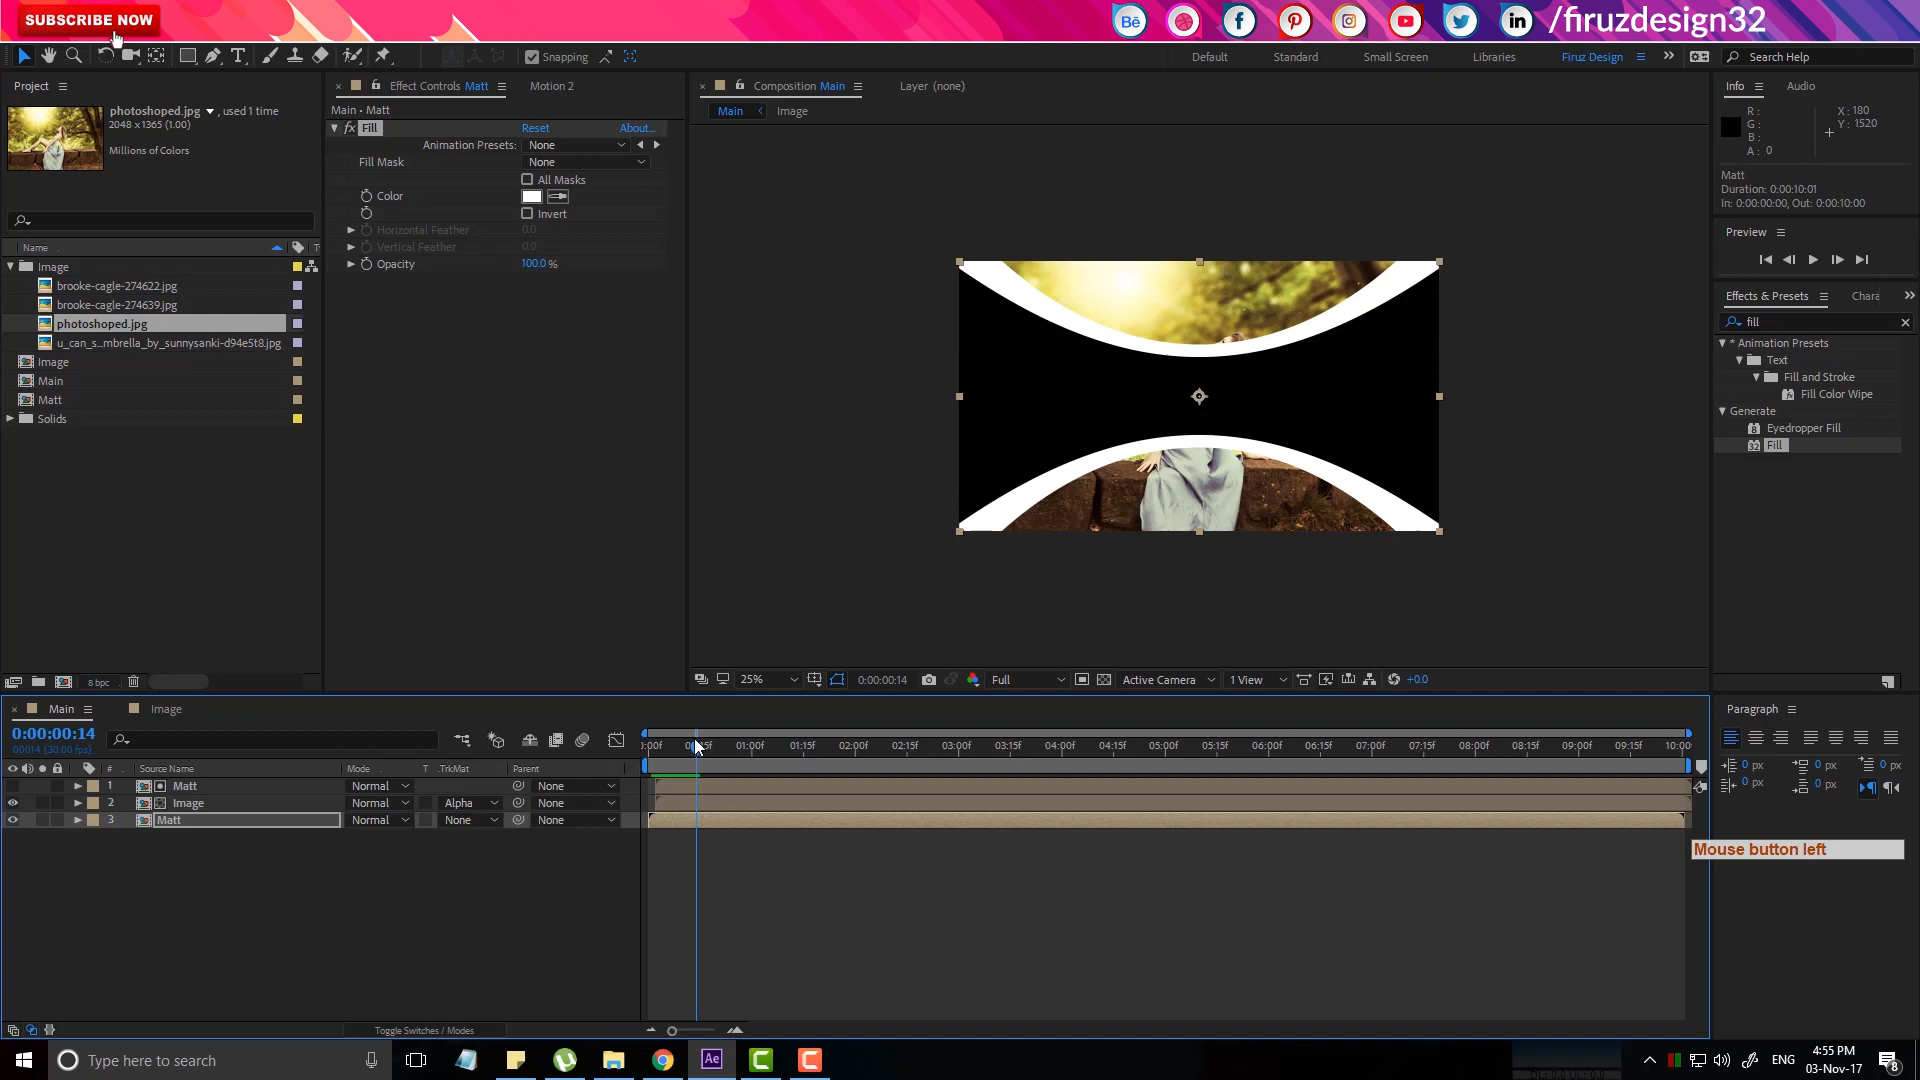 SUBSCRIBE NOW
/firuzdesign32
Snapping
Default
Standard
Small Screen
Libraries
Firuz Design
Search Help
Project
photoshoped.jpg
, used 1 time
2048 x1365 (1.00)
Millions of Colors
Name
Image
brooke-cagle-274622.jpg
brooke-cagle-274639.jpg
photoshoped.jpg
u_can_s...mbrella_by_sunnysanki-d94e5t8.jpg
Image
Main
Matt
Solids
8 bpc
Effect Controls Matt
Motion 2
Main • Matt
fx Fill
Reset
About...
Animation Presets:
None
Fill Mask
None
All Masks
Color
Invert
Horizontal Feather
0.0
Vertical Feather
0.0
Opacity
100.0 %
Composition Main
Layer (none)
Main
Image
25%
0:00:00:14
Full
Active Camera
1 View
+0.0
Info
Audio
R :
G :
B :
A : 0
X : 180
Y : 1520
Matt
Duration: 0:00:10:01
In: 0:00:00:00, Out: 0:00:10:00
Preview
Effects & Presets
Chara
fill
* Animation Presets
Text
Fill and Stroke
Fill Color Wipe
Generate
Eyedropper Fill
Fill
Main
Image
0:00:00:14
00014 (30.00 fps)
:00f
01:00f
01:15f
02:00f
02:15f
03:00f
03:15f
04:00f
04:15f
05:00f
05:15f
06:00f
06:15f
07:00f
07:15f
08:00f
08:15f
09:00f
09:15f
10:00
#
Source Name
Mode
T
.TrkMat
Parent
1
Matt
Normal
None
2
Image
Normal
Alpha
None
3
Matt
Normal
None
None
Toggle Switches / Modes
Paragraph
0 px
0 px
0 px
0 px
0 px
Mouse button left
Type here to search
Ae
ENG
4:55 PM
03-Nov-17
8